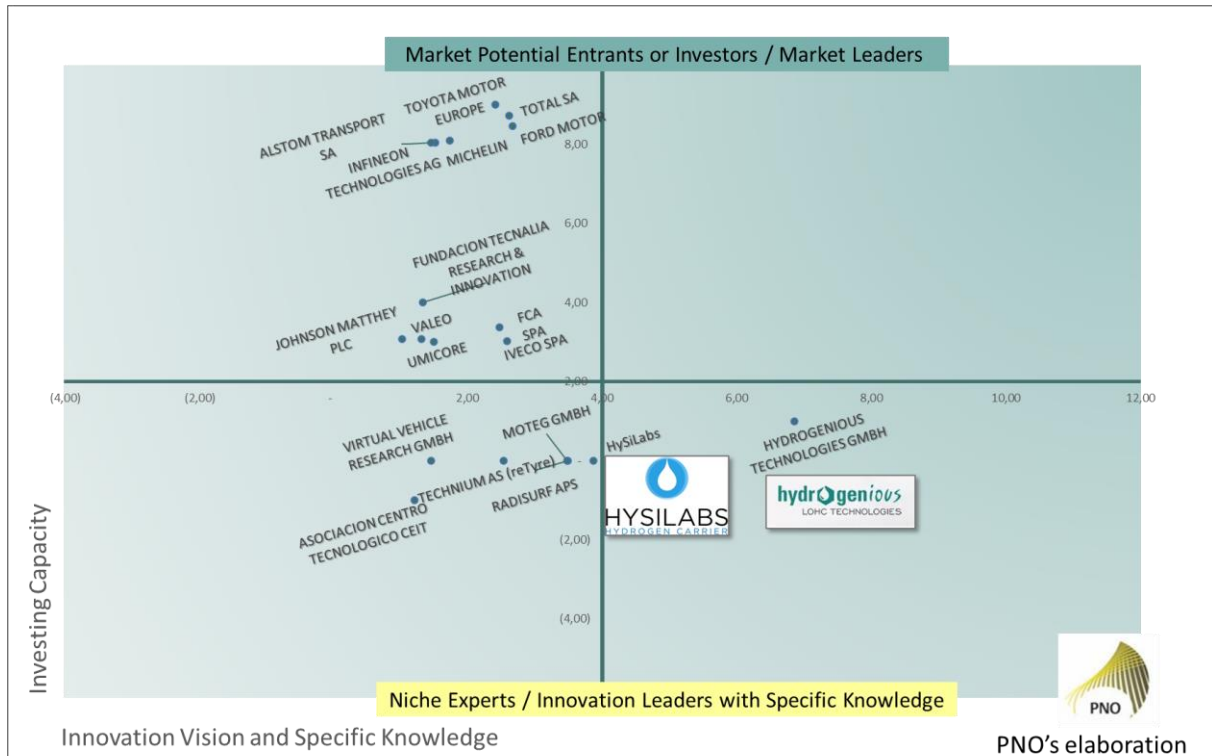 Market Potential Entrants or Investors / Market Leaders
TOYOTA MOTOR
EUROPE
TOTAL SA
FORD MOTOR
ALSTOM TRANSPORT
SA
INFINEON
TECHNOLOGIES AG
MICHELIN
8,00
6,00
FUNDACION TECNALIA
RESEARCH &
INNOVATION
4,00
JOHNSON MATTHEY
PLC
VALEO
UMICORE
FCA
SPA
IVECO SPA
2,00
(4,00)
(2,00)
-
2,00
4,00
6,00
8,00
10,00
12,00
VIRTUAL VEHICLE
RESEARCH GMBH
MOTEG GMBH
HySiLabs
HYDROGENIOUS
TECHNOLOGIES GMBH
-
TECHNIUM AS (reTyre)
RADISURF APS
ASOCIACION CENTRO
TECNOLOGICO CEIT
HYSILABS
HYDROGEN CARRIER
hydrogenious
LOHC TECHNOLOGIES
(2,00)
(4,00)
Investing Capacity
Niche Experts / Innovation Leaders with Specific Knowledge
Innovation Vision and Specific Knowledge
PNO
PNO's elaboration